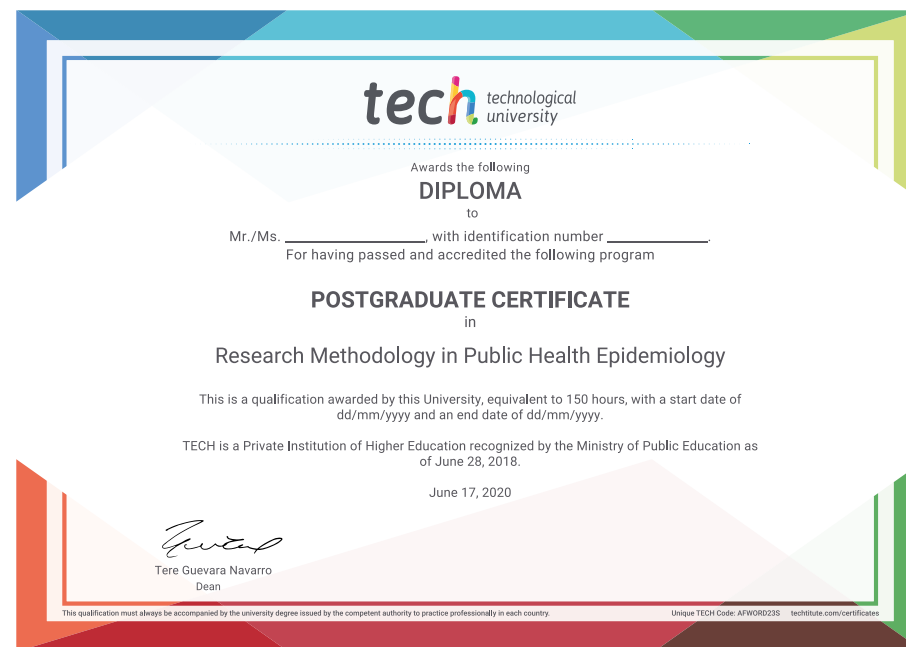 tech technological
university
Awards the following
DIPLOMA
to
Mr./Ms. ____________________, with identification number ______________.
For having passed and accredited the following program
POSTGRADUATE CERTIFICATE
in
Research Methodology in Public Health Epidemiology
This is a qualification awarded by this University, equivalent to 150 hours, with a start date of
dd/mm/yyyy and an end date of dd/mm/yyyy.
TECH is a Private Institution of Higher Education recognized by the Ministry of Public Education as
of June 28, 2018.
June 17, 2020
Tere Guevara Navarro
Dean
This qualification must always be accompanied by the university degree issued by the competent authority to practice professionally in each country. Unique TECH Code: AFWORD23S techtitute.com/certificates